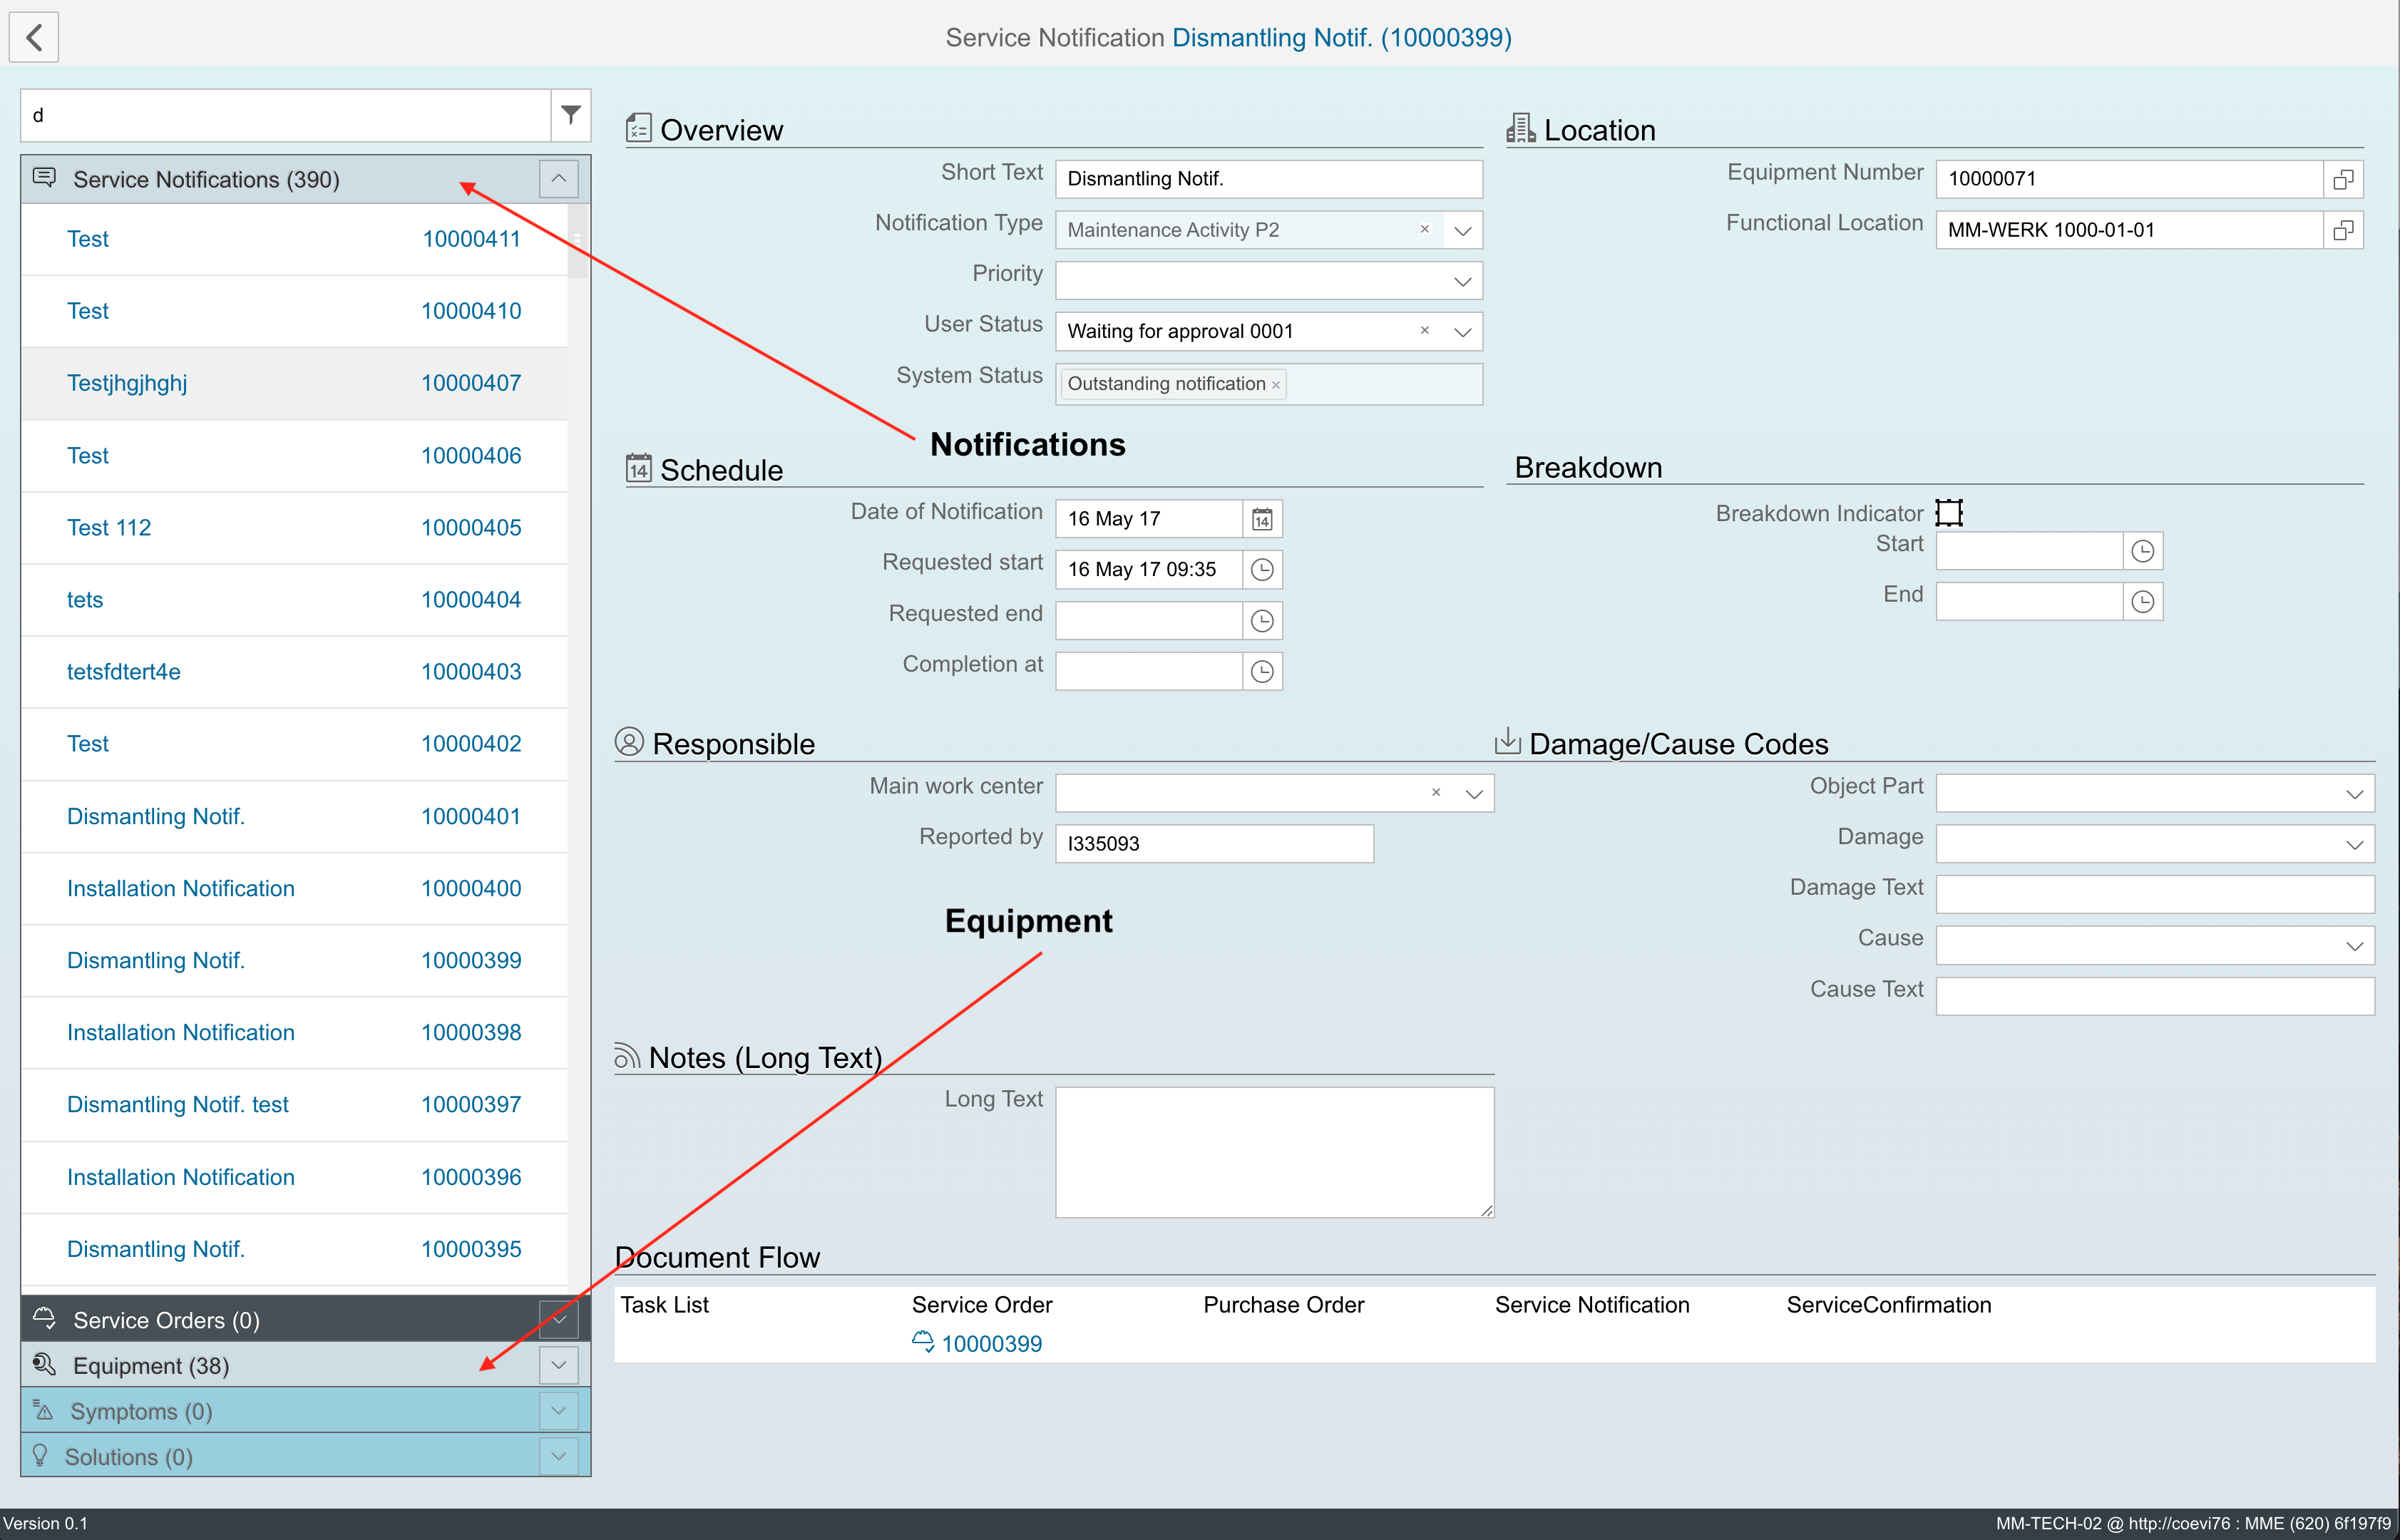 Service Notification Dismantling Notif. (10000399)
d
Service Notifications (390)
Test 10000411
Test 10000410
Testjhgjhghj 10000407
Test 10000406
Test 112 10000405
tets 10000404
tetsfdtert4e 10000403
Test 10000402
Dismantling Notif. 10000401
Installation Notification 10000400
Dismantling Notif. 10000399
Installation Notification 10000398
Dismantling Notif. test 10000397
Installation Notification 10000396
Dismantling Notif. 10000395
Service Orders (0)
Equipment (38)
Symptoms (0)
Solutions (0)
Overview
Short Text Dismantling Notif.
Notification Type Maintenance Activity P2
Priority
User Status Waiting for approval 0001
System Status Outstanding notification
Location
Equipment Number 10000071
Functional Location MM-WERK 1000-01-01
Notifications
14 Schedule
Date of Notification 16 May 17 14
Requested start 16 May 17 09:35
Requested end
Completion at
Breakdown
Breakdown Indicator
Start
End
Responsible
Main work center
Reported by I335093
Damage/Cause Codes
Object Part
Damage
Damage Text
Cause
Cause Text
Equipment
Notes (Long Text)
Long Text
Document Flow
Task List Service Order Purchase Order Service Notification ServiceConfirmation
10000399
Version 0.1
MM-TECH-02 @ http://coevi76 : MME (620) 6f197f9